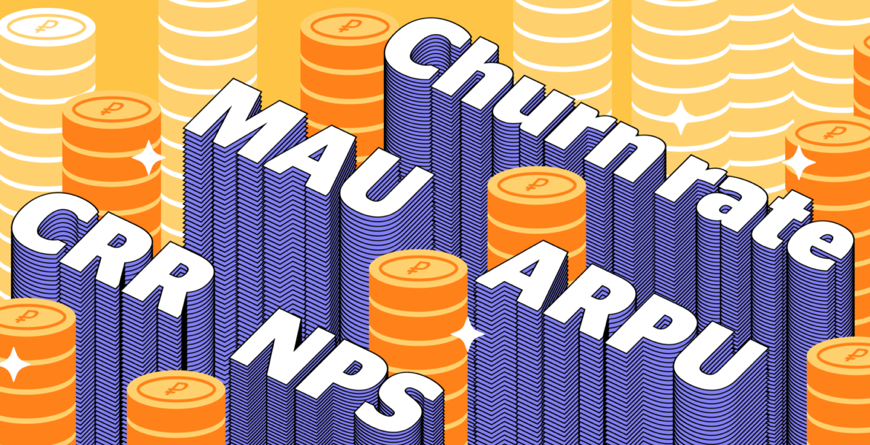 Churn rate
MAU
CRR
ARPU
NPS